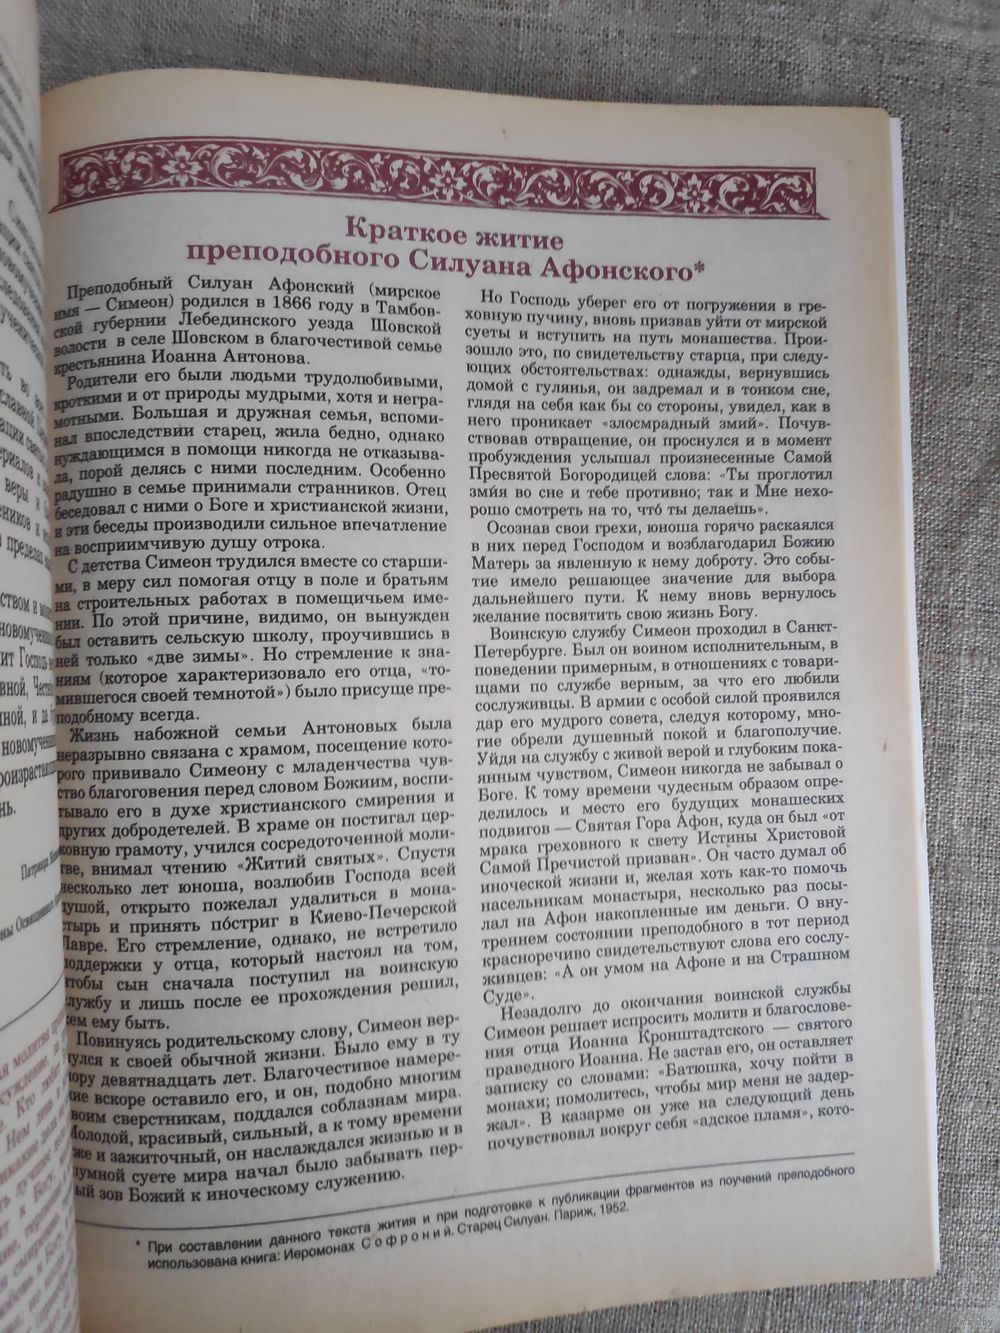 Краткое житие
преподобного Силуана Афонского*
Преподобный Силуан Афонский (мирское
имя — Симеон) родился в 1866 году в Тамбов-
ской губернии Лебединского уезда Шовской
волости в селе Шовском в благочестивой семье
крестьянина Иоанна Антонова.
Родители его были людьми трудолюбивыми,
кроткими и от природы мудрыми, хотя и негра-
мотными. Большая и дружная семья, вспоми-
нал впоследствии старец, жила бедно, однако
нуждающимся в помощи никогда не отказыва-
ла, порой делясь с ними последним. Особенно
радушно в семье принимали странников. Отец
беседовал с ними о Боге и христианской жизни,
и эти беседы производили сильное впечатление
на восприимчивую душу отрока.
С детства Симеон трудился вместе со старши-
ми, в меру сил помогая отцу в поле и братьям
на строительных работах в помещичьем име-
нии. По этой причине, видимо, он вынужден
был оставить сельскую школу, проучившись в
ней только «две зимы». Но стремление к зна-
ниям (которое характеризовало его отца, «то-
мившегося своей темнотой») было присуще пре-
подобному всегда.
Жизнь набожной семьи Антоновых была
неразрывно связана с храмом, посещение кото-
рого прививало Симеону с младенчества чув-
ство благоговения перед словом Божиим, воспи-
тывало его в духе христианского смирения и
других добродетелей. В храме он постигал цер-
ковную грамоту, учился сосредоточенной моли-
тве, внимал чтению «Житий святых». Спустя
несколько лет юноша, возлюбив Господа всей
душой, открыто пожелал удалиться в мона-
стырь и принять по́стриг в Киево-Печерской
Лавре. Его стремление, однако, не встретило
поддержки у отца, который настоял на том,
чтобы сын сначала поступил на воинскую
службу и лишь после ее прохождения решил,
кем ему быть.
Повинуясь родительскому слову, Симеон вер-
нулся к своей обычной жизни. Было ему в ту
пору девятнадцать лет. Благочестивое намере-
ние вскоре оставило его, и он, подобно многим
своим сверстникам, поддался соблазнам мира.
Молодой, красивый, сильный, а к тому времени
уже и зажиточный, он наслаждался жизнью и в
шумной суете мира начал было забывать пер-
вый зов Божий к иноческому служению.
Но Господь уберег его от погружения в гре-
ховную пучину, вновь призвав уйти от мирской
суеты и вступить на путь монашества. Прои-
зошло это, по свидетельству старца, при следу-
ющих обстоятельствах: однажды, вернувшись
домой с гулянья, он задремал и в тонком сне,
глядя на себя как бы со стороны, увидел, как в
него проникает «злосмрадный змий». Почув-
ствовав отвращение, он проснулся и в момент
пробуждения услышал произнесенные Самой
Пресвятой Богородицей слова: «Ты проглотил
змия во сне и тебе противно; так и Мне нехо-
рошо смотреть на то, что́ ты делаешь».
Осознав свои грехи, юноша горячо раскаялся
в них перед Господом и возблагодарил Божию
Матерь за явленную к нему доброту. Это собы-
тие имело решающее значение для выбора
дальнейшего пути. К нему вновь вернулось
желание посвятить свою жизнь Богу.
Воинскую службу Симеон проходил в Санкт-
Петербурге. Был он воином исполнительным, в
поведении примерным, в отношениях с товари-
щами по службе верным, за что его любили
сослуживцы. В армии с особой силой проявился
дар его мудрого совета, следуя которому, мно-
гие обрели душевный покой и благополучие.
Уйдя на службу с живой верой и глубоким пока-
янным чувством, Симеон никогда не забывал о
Боге. К тому времени чудесным образом опре-
делилось и место его будущих монашеских
подвигов — Святая Гора Афон, куда он был «от
мрака греховного к свету Истины Христовой
Самой Пречистой призван». Он часто думал об
иноческой жизни и, желая хоть как-то помочь
насельникам монастыря, несколько раз посы-
лал на Афон накопленные им деньги. О вну-
треннем состоянии преподобного в тот период
красноречиво свидетельствуют слова его сослу-
живцев: «А он умом на Афоне и на Страшном
Суде».
Незадолго до окончания воинской службы
Симеон решает испросить молитв и благослове-
ния отца Иоанна Кронштадтского — святого
праведного Иоанна. Не застав его, он оставляет
записку со словами: «Батюшка, хочу пойти в
монахи; помолитесь, чтобы мир меня не задер-
жал». В казарме он уже на следующий день
почувствовал вокруг себя «адское пламя», кото-
* При составлении данного текста жития и при подготовке к публикации фрагментов из поучений преподобного
использована книга: Иеромонах Софроний. Старец Силуан. Париж, 1952.